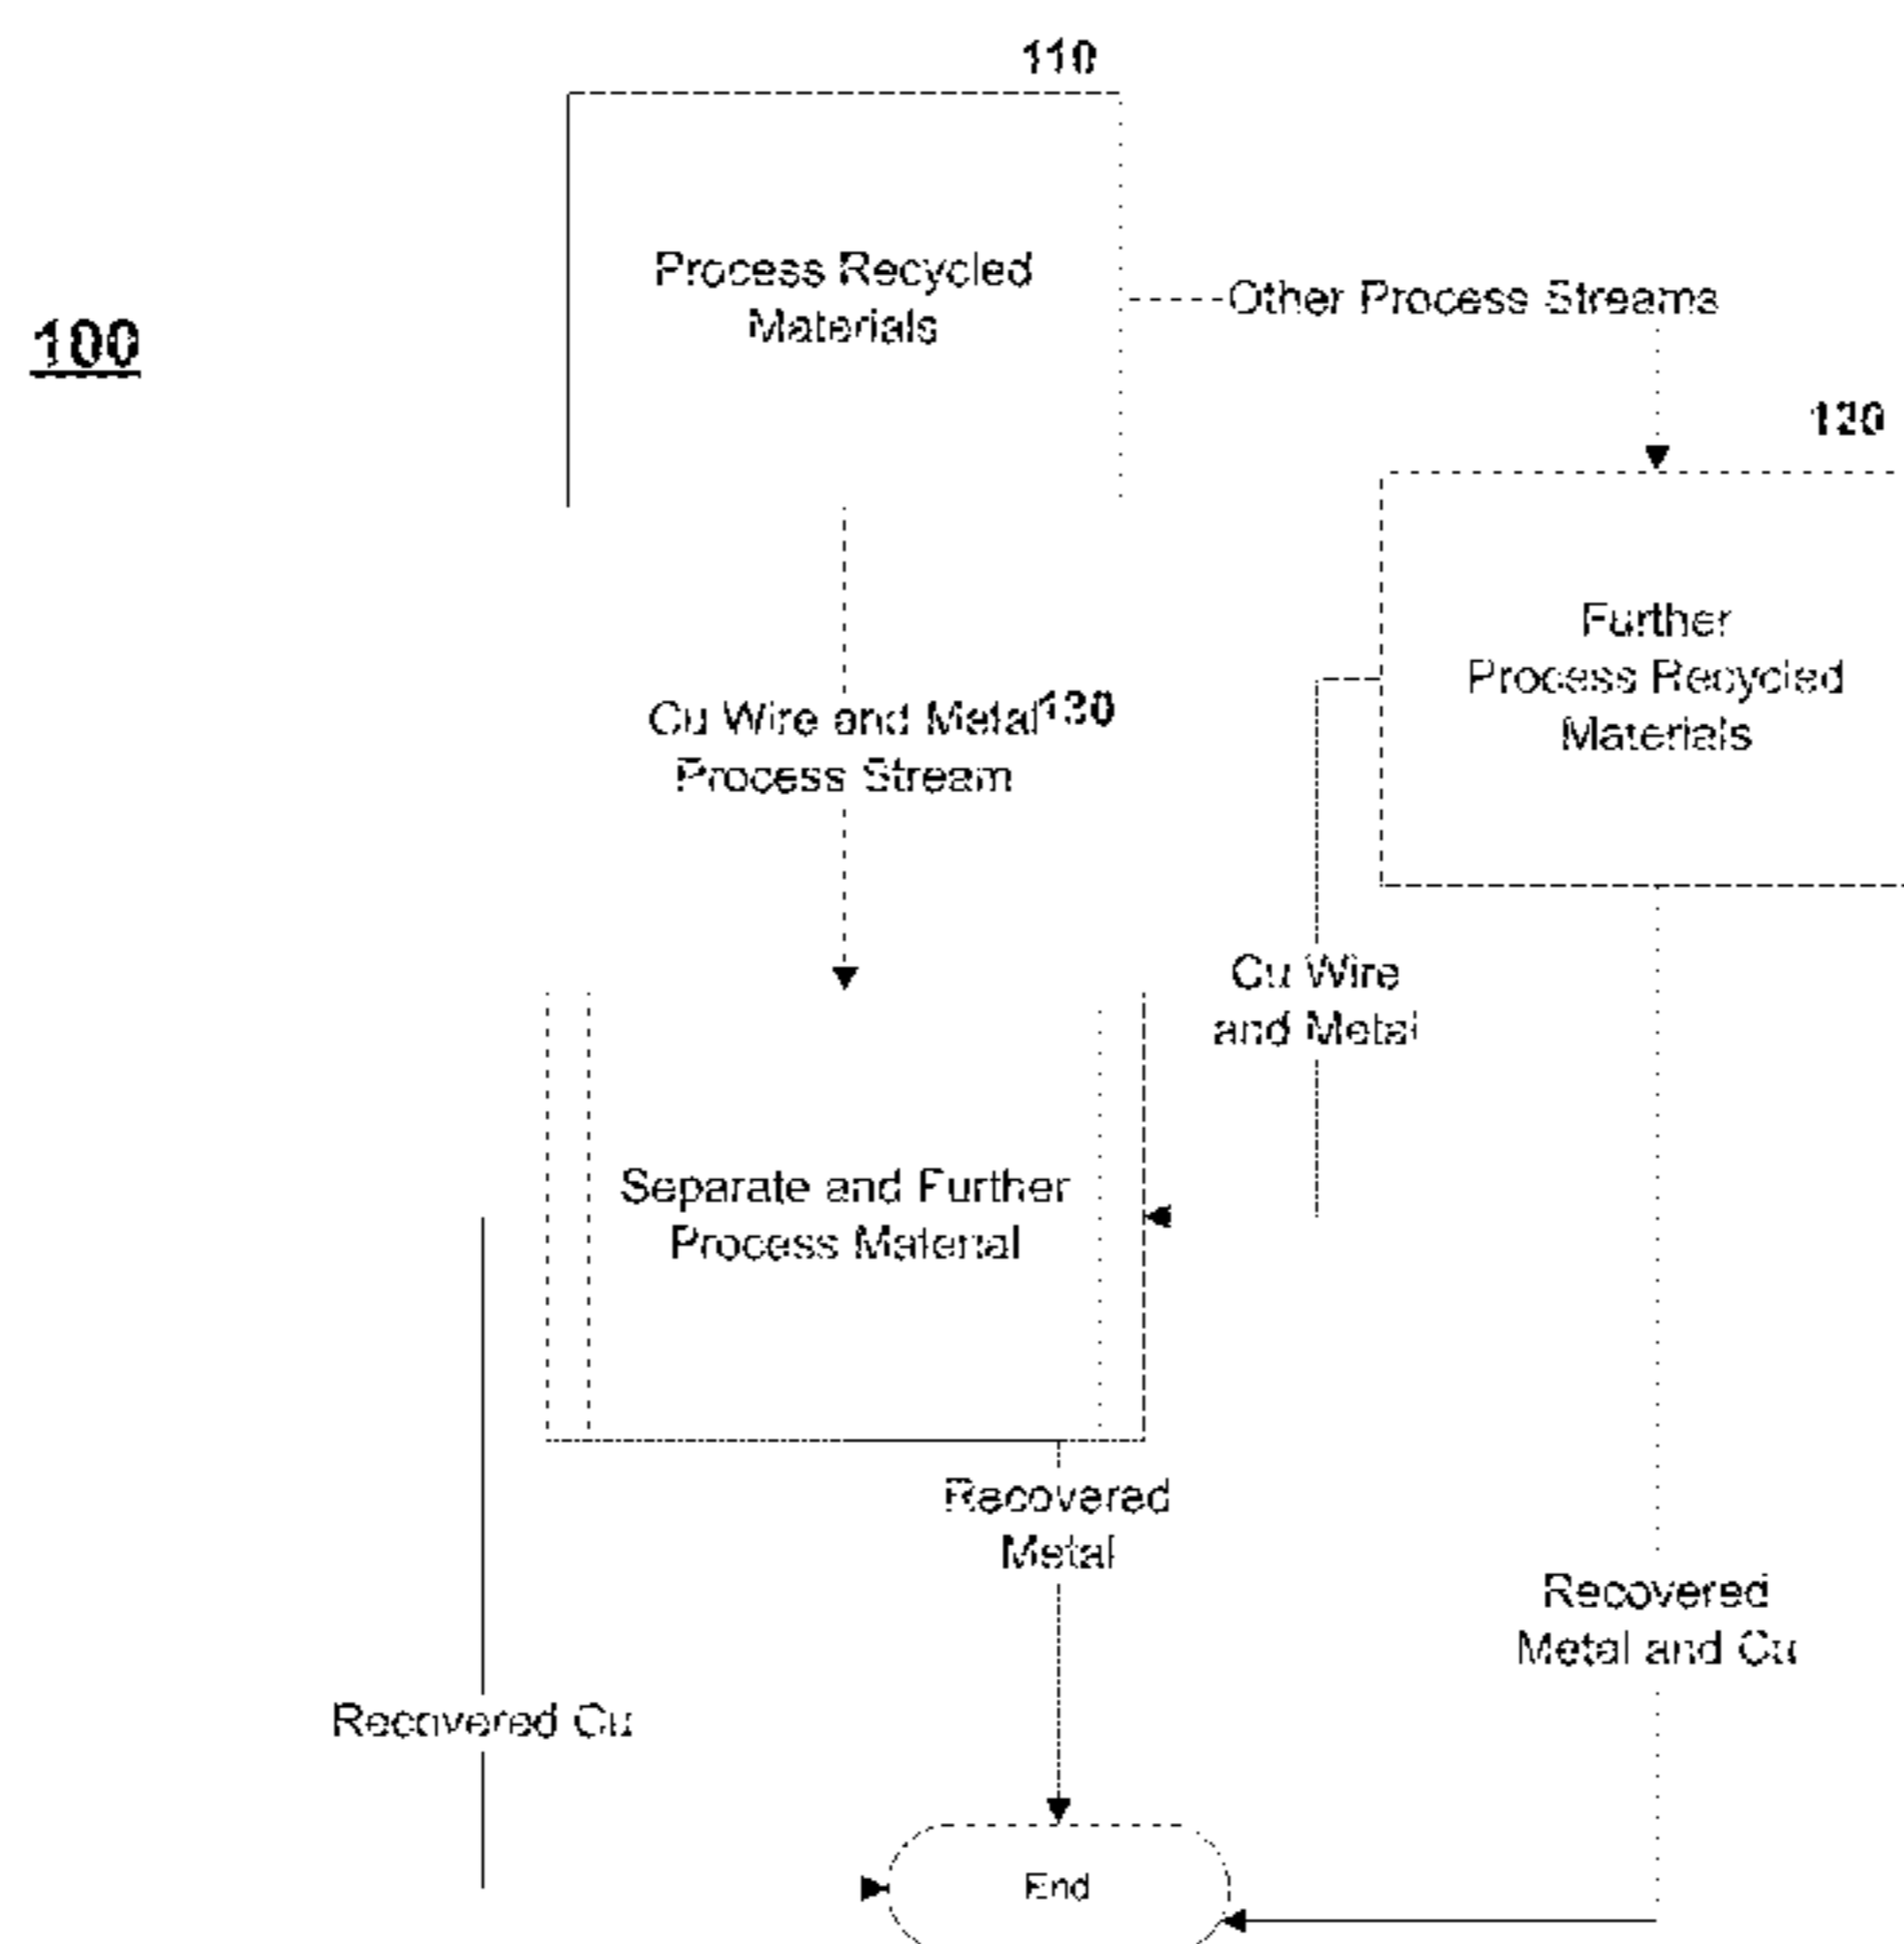 110
Process Recycled
Materials
100
Other Process Streams
120
Further
Process Recycled
Materials
Cu Wire and Metal
Process Stream
130
Cu Wire
and Metal
Separate and Further
Process Material
Recovered
Metal
Recovered
Metal and Cu
Recovered Cu
End